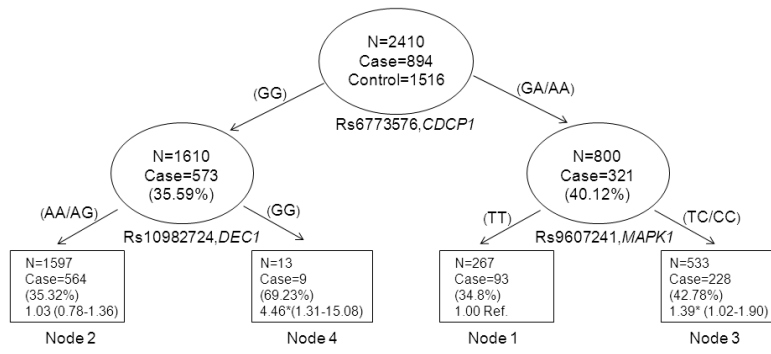 N=2410
Case=894
Control=1516
(GG)
(GA/AA)
Rs6773576,CDCP1
N=1610
Case=573
(35.59%)
N=800
Case=321
(40.12%)
(AA/AG)
(GG)
(TT)
(TC/CC)
Rs10982724,DEC1
Rs9607241,MAPK1
N=1597
Case=564
(35.32%)
1.03 (0.78-1.36)
N=13
Case=9
(69.23%)
4.46*(1.31-15.08)
N=267
Case=93
(34.8%)
1.00 Ref.
N=533
Case=228
(42.78%)
1.39* (1.02-1.90)
Node 2
Node 4
Node 1
Node 3